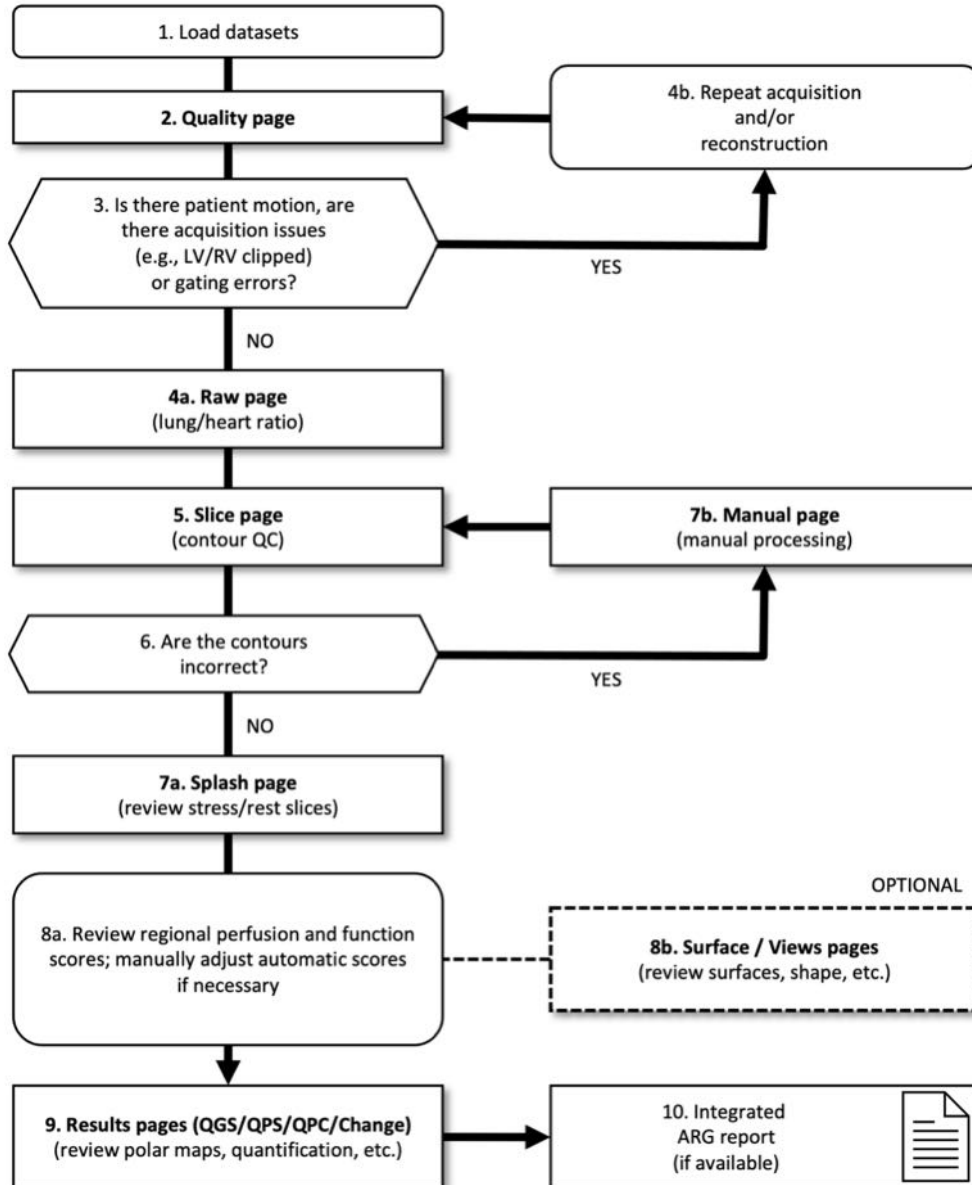 1. Load datasets
2. Quality page
4b. Repeat acquisition
and/or
reconstruction
3. Is there patient motion, are
there acquisition issues
(e.g., LV/RV clipped)
or gating errors?
YES
NO
4a. Raw page
(lung/heart ratio)
5. Slice page
(contour QC)
7b. Manual page
(manual processing)
6. Are the contours
incorrect?
YES
NO
7a. Splash page
(review stress/rest slices)
OPTIONAL
8a. Review regional perfusion and function
scores; manually adjust automatic scores
if necessary
8b. Surface / Views pages
(review surfaces, shape, etc.)
9. Results pages (QGS/QPS/QPC/Change)
(review polar maps, quantification, etc.)
10. Integrated
ARG report
(if available)